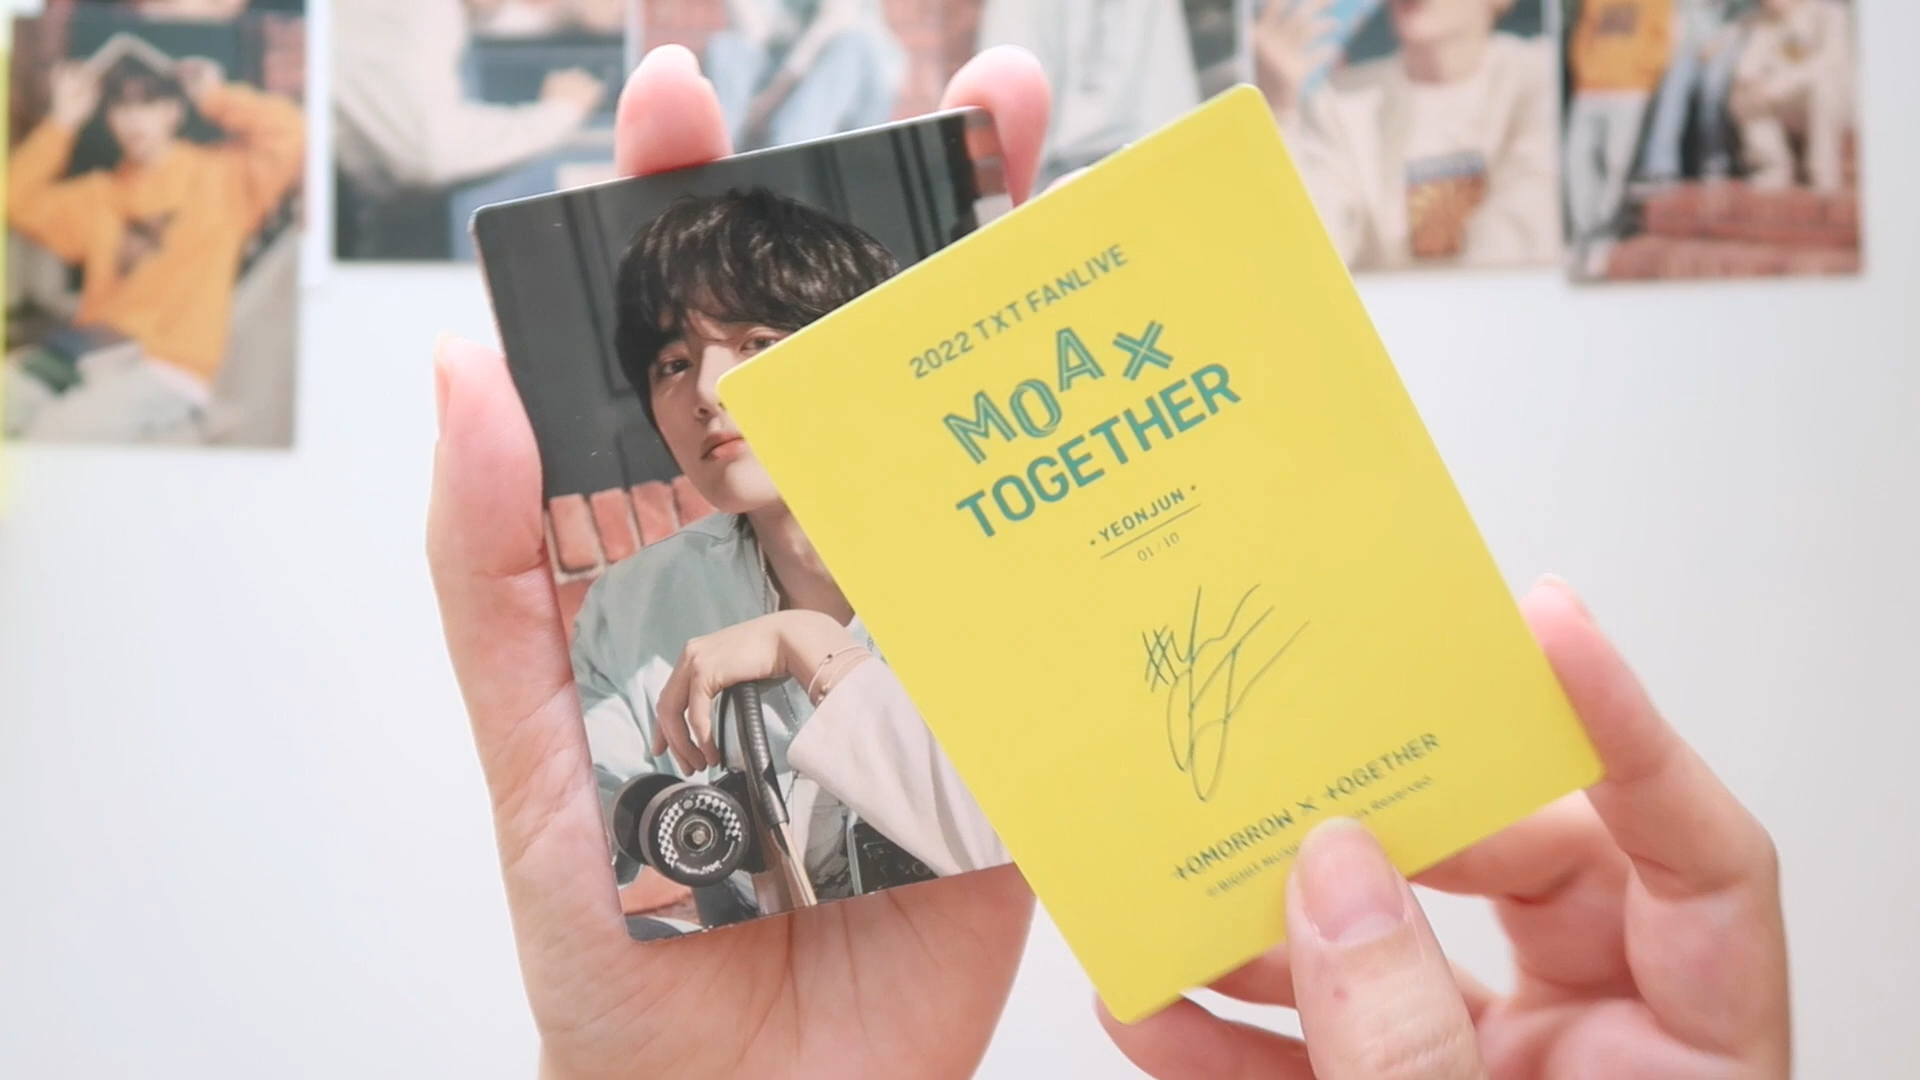 2022 TXT FANLIVE
MOA X
TOGETHER
• YEONJUN •
01/10
TOMORROW X TOGETHER